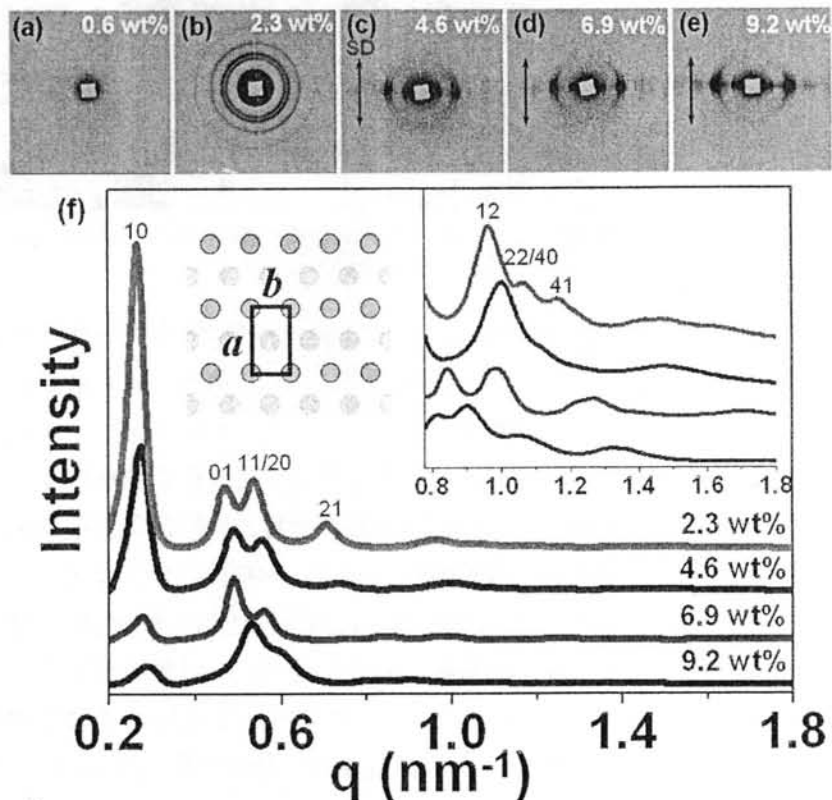 (a) 0.6 wt%
(b) 2.3 wt%
(c) 4.6 wt%
SD
(d) 6.9 wt%
(e) 9.2 wt%
(f)
10
b
a
01
11/20
21
12
22/40
41
0.8 1.0 1.2 1.4 1.6 1.8
2.3 wt%
4.6 wt%
6.9 wt%
9.2 wt%
Intensity
0.2 0.6 1.0 1.4 1.8
q (nm-1)